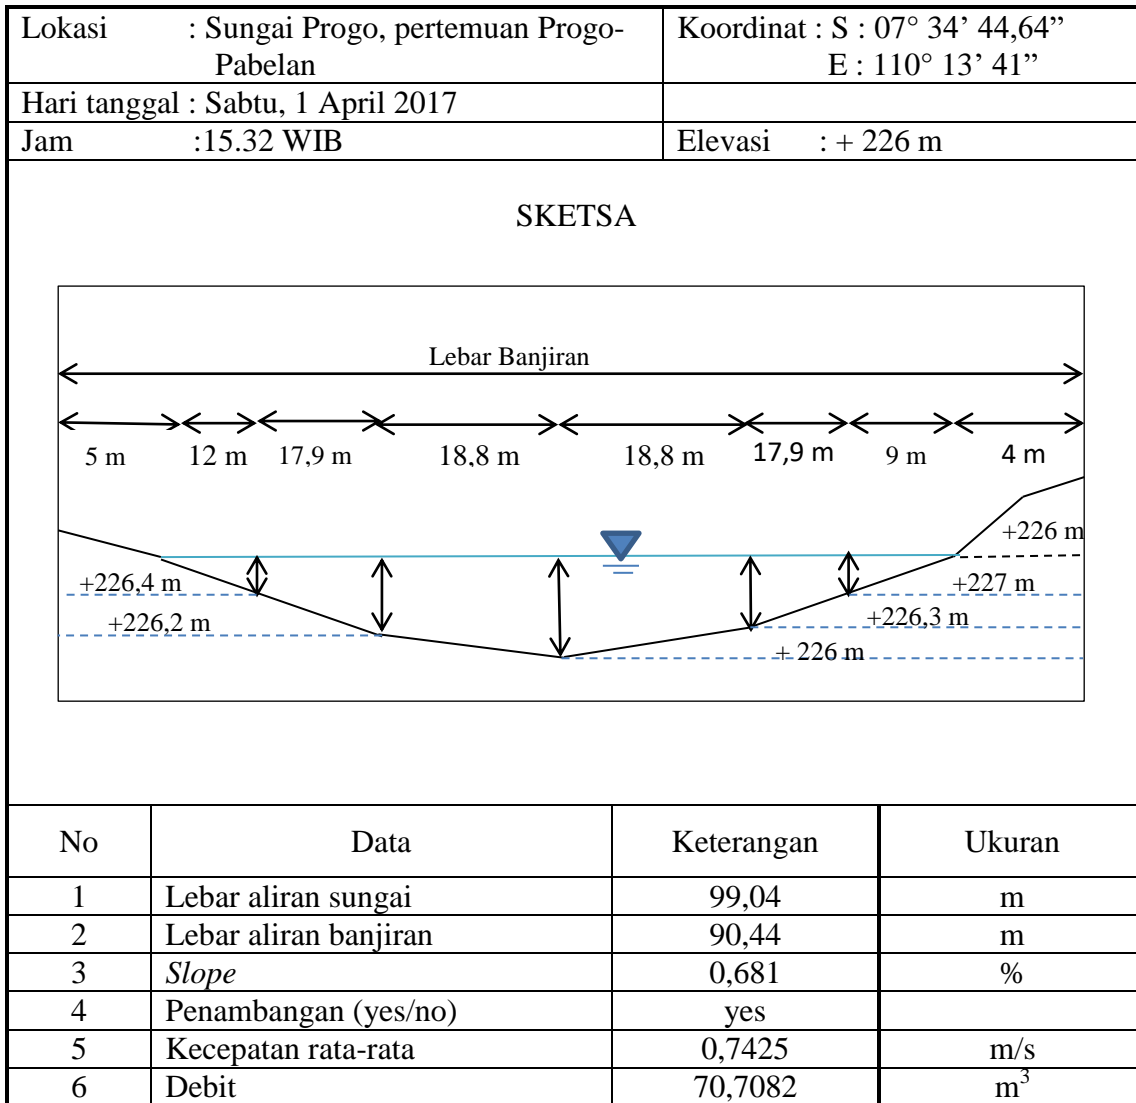 Lokasi : Sungai Progo, pertemuan Progo-
Pabelan
Koordinat : S : 07° 34’ 44,64”
E : 110° 13’ 41”
Hari tanggal : Sabtu, 1 April 2017
Jam :15.32 WIB
Elevasi : + 226 m
SKETSA
Lebar Banjiran
5 m 12 m 17,9 m 18,8 m 18,8 m 17,9 m 9 m 4 m
+226 m
+226,4 m +227 m
+226,2 m +226,3 m
+ 226 m
No Data Keterangan Ukuran
1 Lebar aliran sungai 99,04 m
2 Lebar aliran banjiran 90,44 m
3 Slope 0,681 %
4 Penambangan (yes/no) yes
5 Kecepatan rata-rata 0,7425 m/s
6 Debit 70,7082 m³